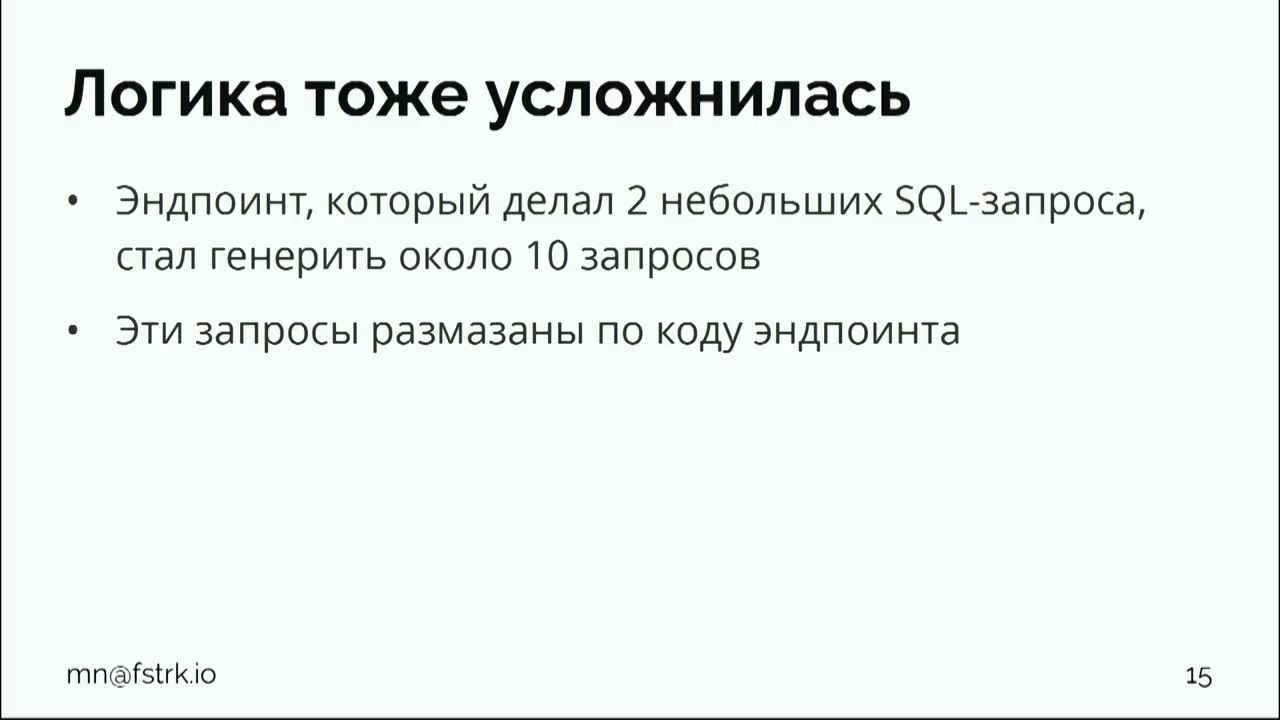 Логика тоже усложнилась
• Эндпоинт, который делал 2 небольших SQL-запроса,
стал генерить около 10 запросов
• Эти запросы размазаны по коду эндпоинта
mn@fstrk.io
15